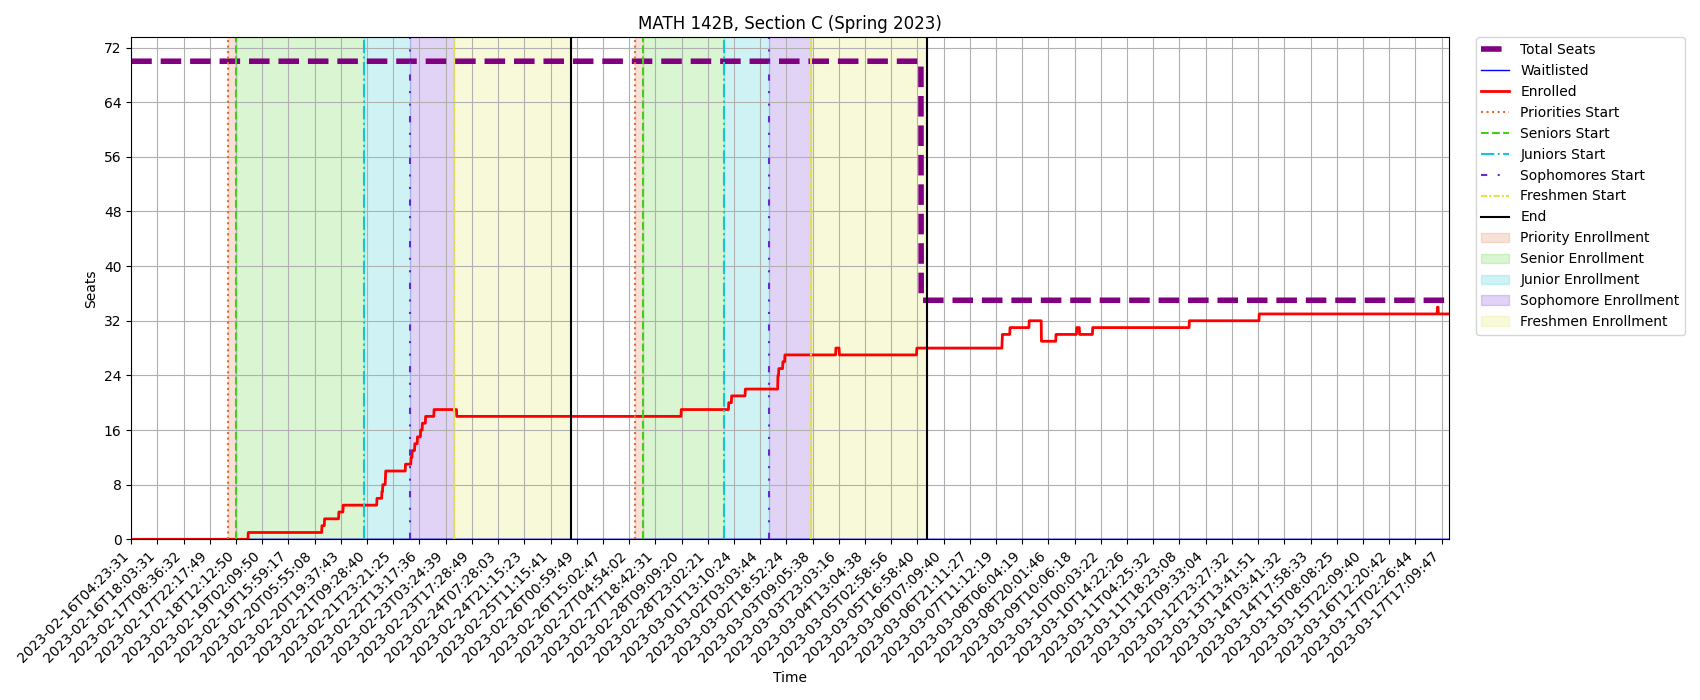 MATH 142B, Section C (Spring 2023)
72
64
56
48
40
32
24
16
8
0
Seats
2023-02-16T04:23:31
2023-02-16T18:03:31
2023-02-17T08:36:32
2023-02-17T22:17:49
2023-02-18T12:12:50
2023-02-19T02:09:50
2023-02-19T15:59:17
2023-02-20T05:55:08
2023-02-20T19:37:43
2023-02-21T09:28:40
2023-02-21T23:21:25
2023-02-22T13:17:36
2023-02-23T03:24:39
2023-02-23T17:28:49
2023-02-24T07:28:03
2023-02-24T21:15:23
2023-02-25T11:15:41
2023-02-26T00:59:49
2023-02-26T15:02:47
2023-02-27T04:54:02
2023-02-27T18:42:31
2023-02-28T09:09:20
2023-02-28T23:02:21
2023-03-01T13:10:24
2023-03-02T03:03:44
2023-03-02T18:52:24
2023-03-03T09:05:38
2023-03-03T23:03:16
2023-03-04T13:04:38
2023-03-05T02:58:56
2023-03-05T16:58:40
2023-03-06T07:09:40
2023-03-06T21:11:27
2023-03-07T11:12:19
2023-03-08T06:04:19
2023-03-08T20:01:46
2023-03-09T10:06:18
2023-03-10T00:03:22
2023-03-10T14:22:26
2023-03-11T04:25:32
2023-03-11T18:23:08
2023-03-12T09:33:04
2023-03-12T23:27:32
2023-03-13T13:41:51
2023-03-14T03:41:32
2023-03-14T17:58:33
2023-03-15T08:08:25
2023-03-15T22:09:40
2023-03-16T12:20:42
2023-03-17T02:26:44
2023-03-17T17:09:47
Time
Total Seats
Waitlisted
Enrolled
Priorities Start
Seniors Start
Juniors Start
Sophomores Start
Freshmen Start
End
Priority Enrollment
Senior Enrollment
Junior Enrollment
Sophomore Enrollment
Freshmen Enrollment